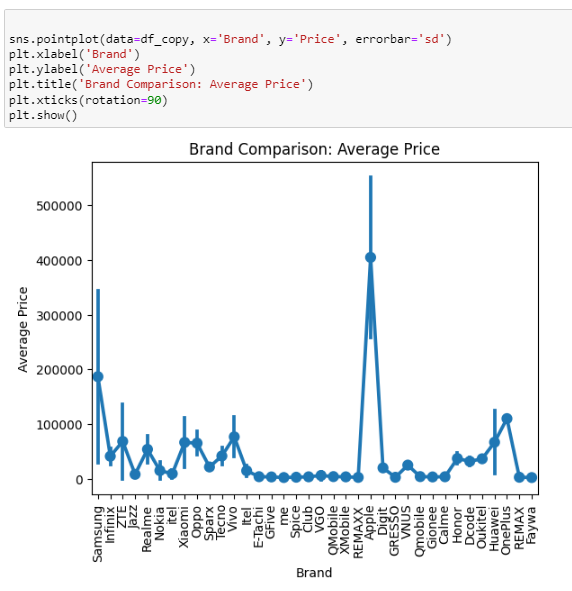 sns.pointplot(data=df_copy, x='Brand', y='Price', errorbar='sd')
plt.xlabel('Brand')
plt.ylabel('Average Price')
plt.title('Brand Comparison: Average Price')
plt.xticks(rotation=90)
plt.show()
Brand Comparison: Average Price
Average Price
500000
400000
300000
200000
100000
0
Samsung
Infinix
ZTE
Jazz
Realme
Nokia
itel
Xiaomi
Oppo
Sparx
Tecno
Vivo
Itel
E-Tachi
GFive
me
Spice
Club
VGO
QMobile
XMobile
REMAXX
Apple
Digit
GRESSO
VNUS
Qmobile
Gionee
Calme
Honor
Dcode
Oukitel
Huawei
OnePlus
REMAX
Faywa
Brand